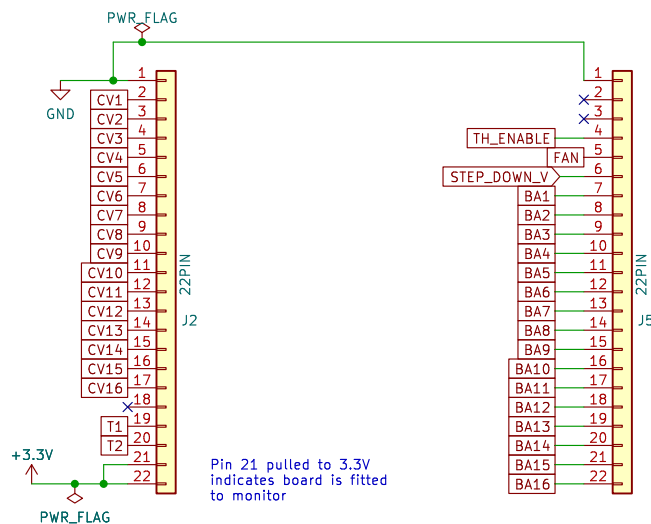 PWR_FLAG
GND
1
2
3
4
5
6
7
8
9
10
11
12
13
14
15
16
17
18
19
20
21
22
CV1
CV2
CV3
CV4
CV5
CV6
CV7
CV8
CV9
CV10
CV11
CV12
CV13
CV14
CV15
CV16
T1
T2
22PIN
J2
+3.3V
PWR_FLAG
Pin 21 pulled to 3.3V
indicates board is fitted
to monitor
1
2
3
4
5
6
7
8
9
10
11
12
13
14
15
16
17
18
19
20
21
22
TH_ENABLE
FAN
STEP_DOWN_V
BA1
BA2
BA3
BA4
BA5
BA6
BA7
BA8
BA9
BA10
BA11
BA12
BA13
BA14
BA15
BA16
22PIN
J5